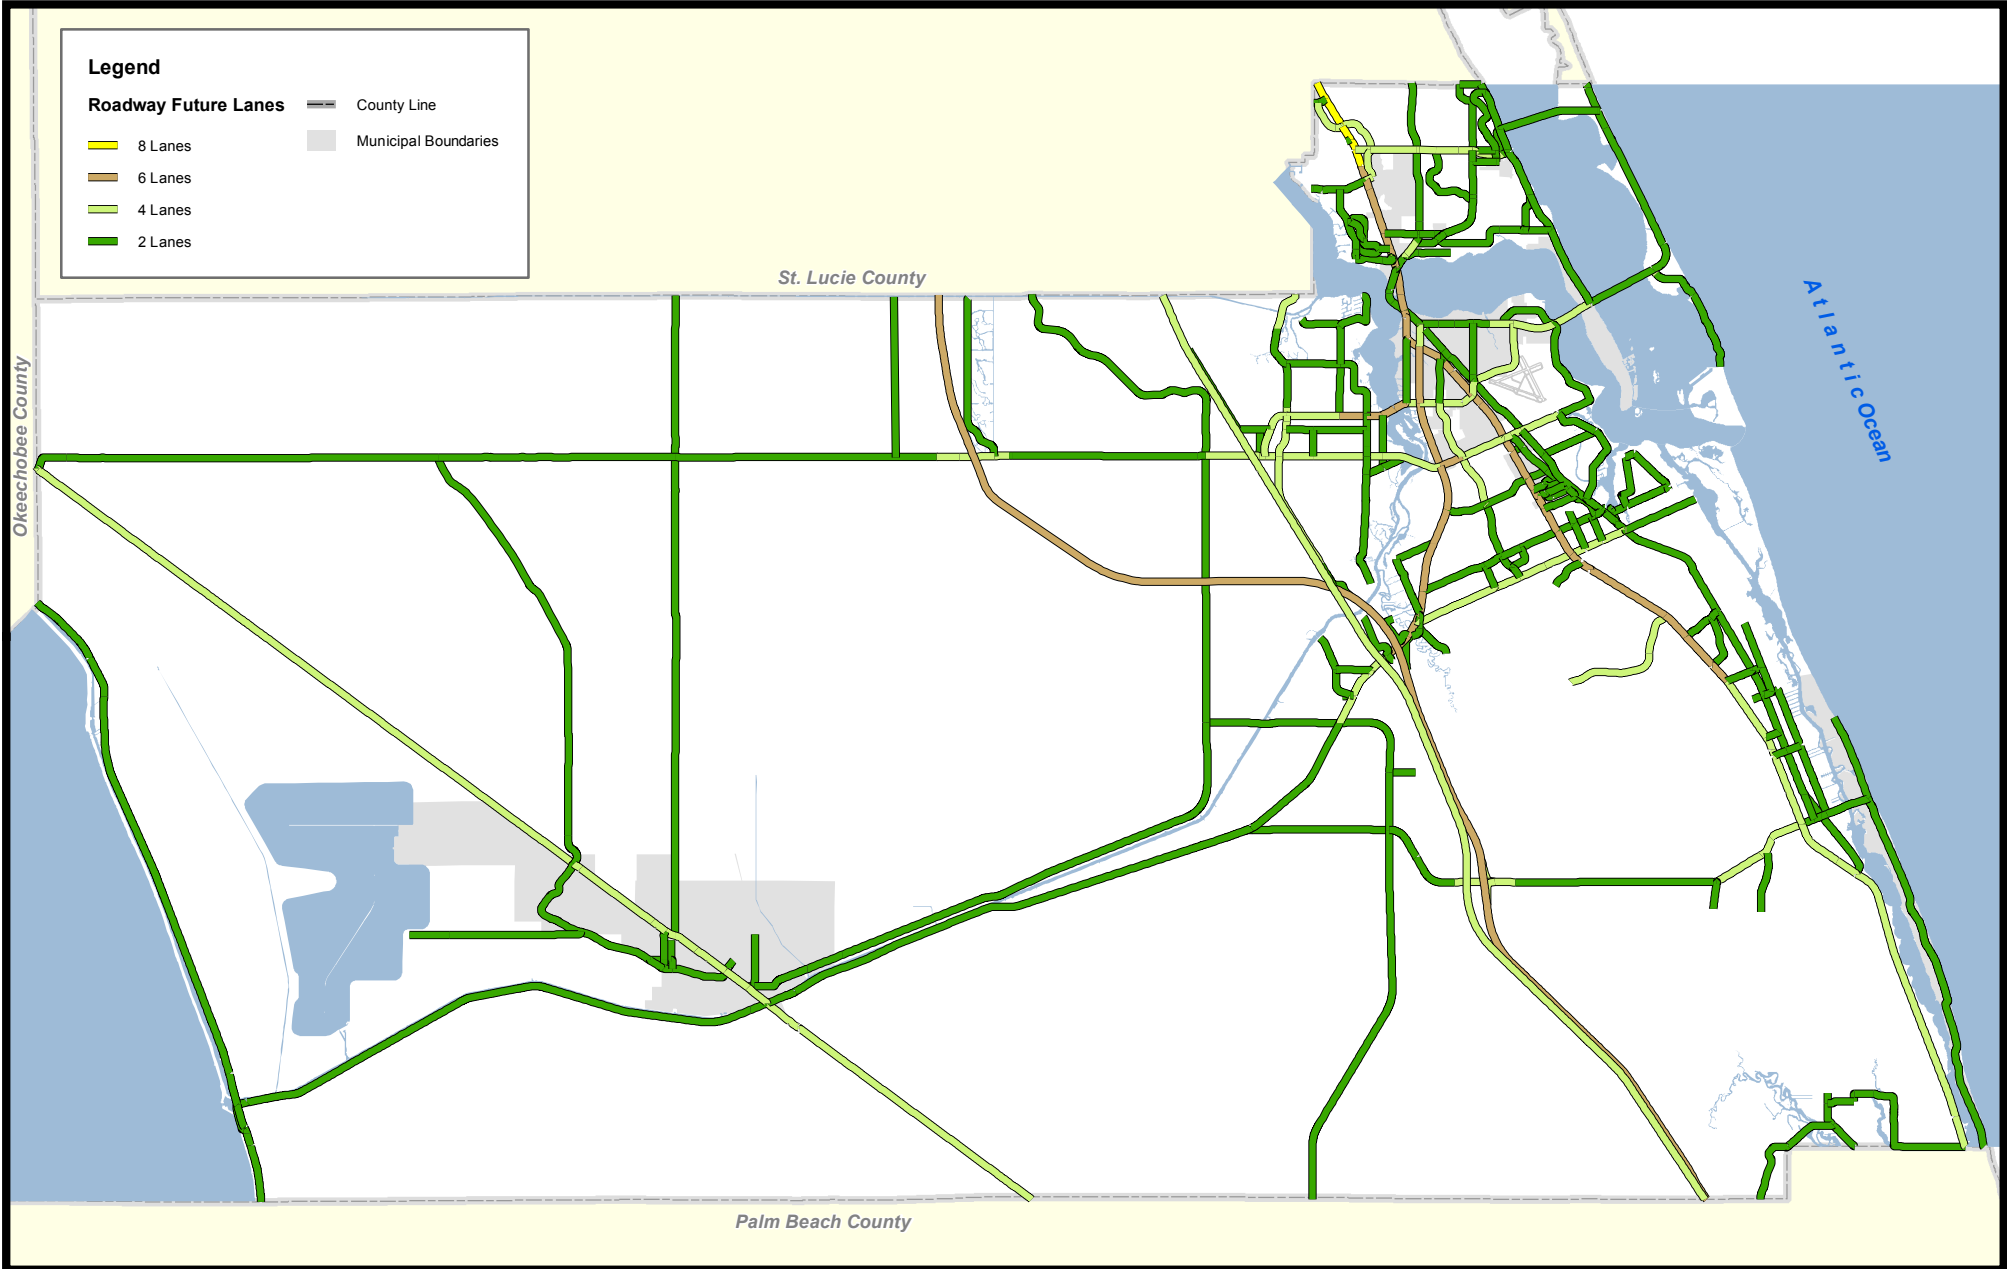 Legend
Roadway Future Lanes
8 Lanes
6 Lanes
4 Lanes
2 Lanes
County Line
Municipal Boundaries
St. Lucie County
Okeechobee County
Atlantic Ocean
Palm Beach County